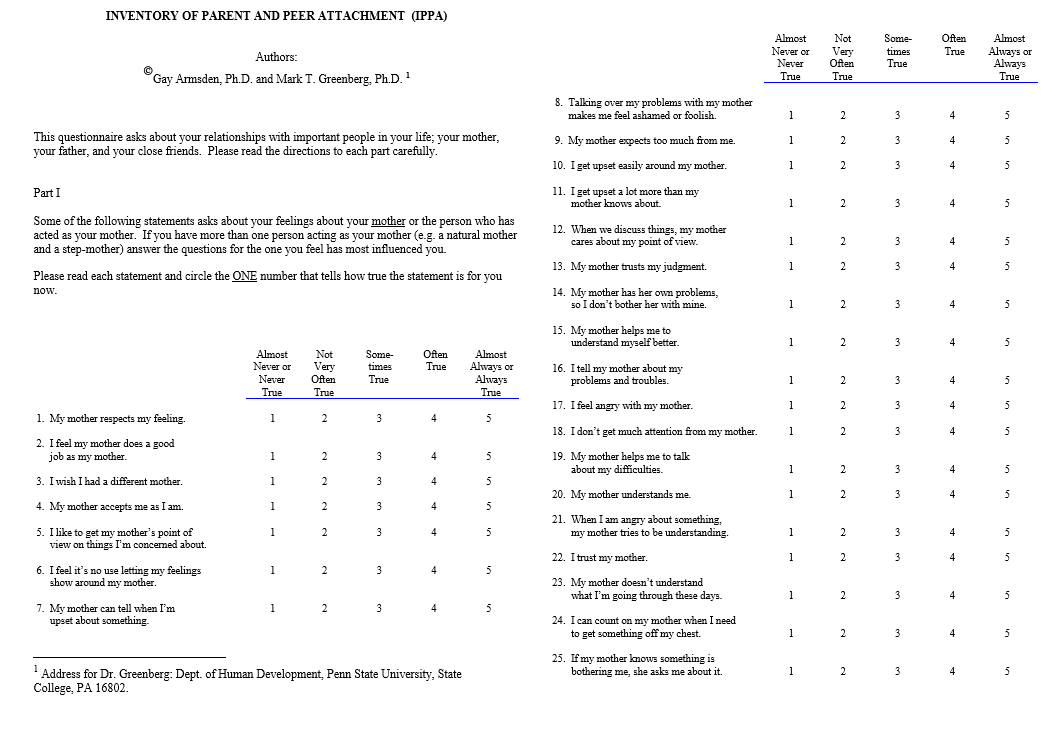 INVENTORY OF PARENT AND PEER ATTACHMENT (IPPA)
Authors:
©Gay Armsden, Ph.D. and Mark T. Greenberg, Ph.D. 1
This questionnaire asks about your relationships with important people in your life; your mother,
your father, and your close friends. Please read the directions to each part carefully.
Part I
Some of the following statements asks about your feelings about your mother or the person who has
acted as your mother. If you have more than one person acting as your mother (e.g. a natural mother
and a step-mother) answer the questions for the one you feel has most influenced you.
Please read each statement and circle the ONE number that tells how true the statement is for you
now.
Almost Not Some- Often Almost
Never or Very times True Always or
Never Often True Always
True True True
1. My mother respects my feeling. 1 2 3 4 5
2. I feel my mother does a good
job as my mother. 1 2 3 4 5
3. I wish I had a different mother. 1 2 3 4 5
4. My mother accepts me as I am. 1 2 3 4 5
5. I like to get my mother's point of 1 2 3 4 5
view on things I'm concerned about.
6. I feel it's no use letting my feelings 1 2 3 4 5
show around my mother.
7. My mother can tell when I'm 1 2 3 4 5
upset about something.
1 Address for Dr. Greenberg: Dept. of Human Development, Penn State University, State
College, PA 16802.
Almost Not Some- Often Almost
Never or Very times True Always or
Never Often True Always
True True True
8. Talking over my problems with my mother
makes me feel ashamed or foolish. 1 2 3 4 5
9. My mother expects too much from me. 1 2 3 4 5
10. I get upset easily around my mother. 1 2 3 4 5
11. I get upset a lot more than my
mother knows about. 1 2 3 4 5
12. When we discuss things, my mother
cares about my point of view. 1 2 3 4 5
13. My mother trusts my judgment. 1 2 3 4 5
14. My mother has her own problems,
so I don't bother her with mine. 1 2 3 4 5
15. My mother helps me to
understand myself better. 1 2 3 4 5
16. I tell my mother about my
problems and troubles. 1 2 3 4 5
17. I feel angry with my mother. 1 2 3 4 5
18. I don't get much attention from my mother. 1 2 3 4 5
19. My mother helps me to talk
about my difficulties. 1 2 3 4 5
20. My mother understands me. 1 2 3 4 5
21. When I am angry about something,
my mother tries to be understanding. 1 2 3 4 5
22. I trust my mother. 1 2 3 4 5
23. My mother doesn't understand
what I'm going through these days. 1 2 3 4 5
24. I can count on my mother when I need
to get something off my chest. 1 2 3 4 5
25. If my mother knows something is
bothering me, she asks me about it. 1 2 3 4 5